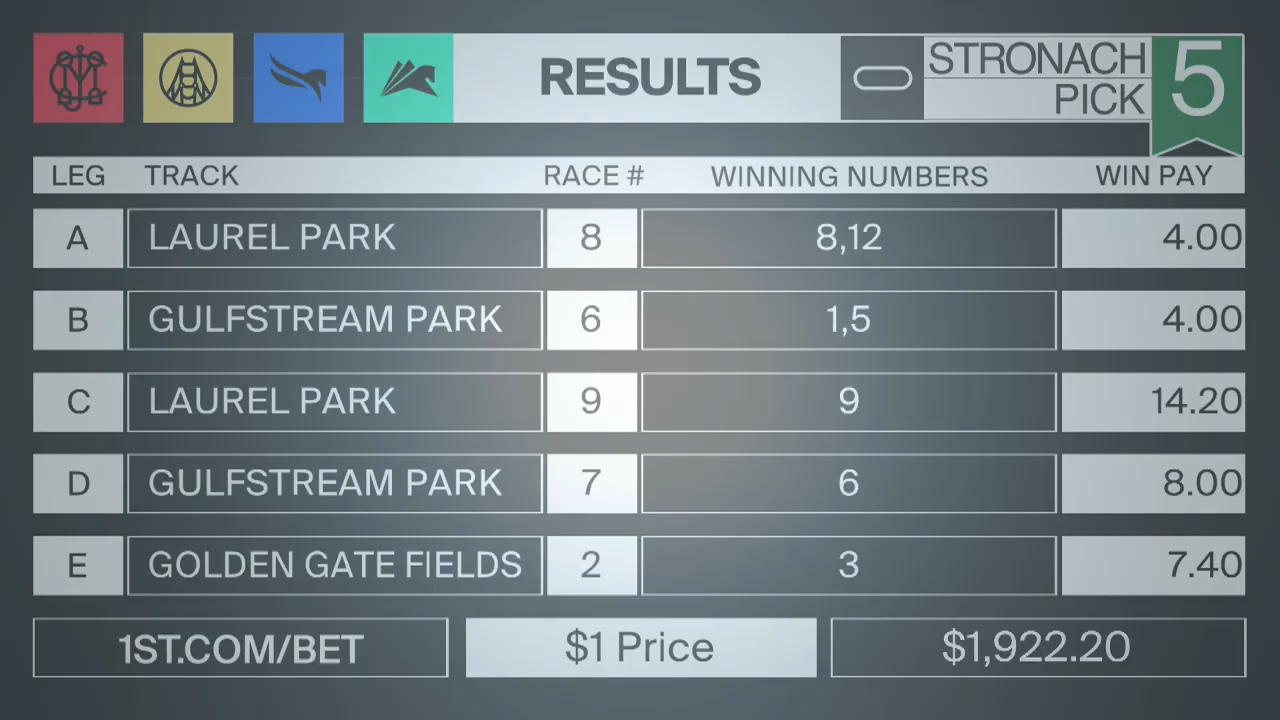 RESULTS
STRONACH
PICK
5
LEG TRACK RACE # WINNING NUMBERS WIN PAY
A LAUREL PARK 8 8,12 4.00
B GULFSTREAM PARK 6 1,5 4.00
C LAUREL PARK 9 9 14.20
D GULFSTREAM PARK 7 6 8.00
E GOLDEN GATE FIELDS 2 3 7.40
1ST.COM/BET $1 Price $1,922.20